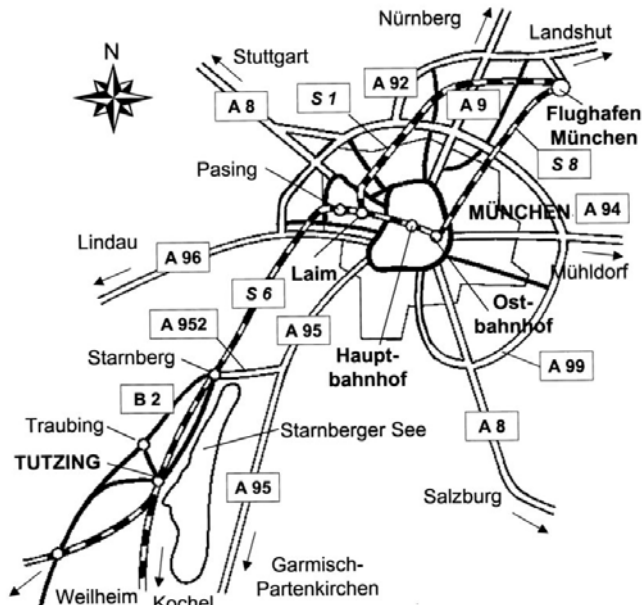 Nürnberg
Landshut
N
Stuttgart
A 92
A 8
S 1
A 9
Flughafen
München
Pasing
S 8
MÜNCHEN
A 94
Lindau
A 96
Laim
Mühldorf
S 6
Ost-
bahnhof
A 952
A 95
Haupt-
bahnhof
Starnberg
A 99
B 2
Traubing
Starnberger See
A 8
TUTZING
A 95
Salzburg
Garmisch-
Partenkirchen
Weilheim
Kochel